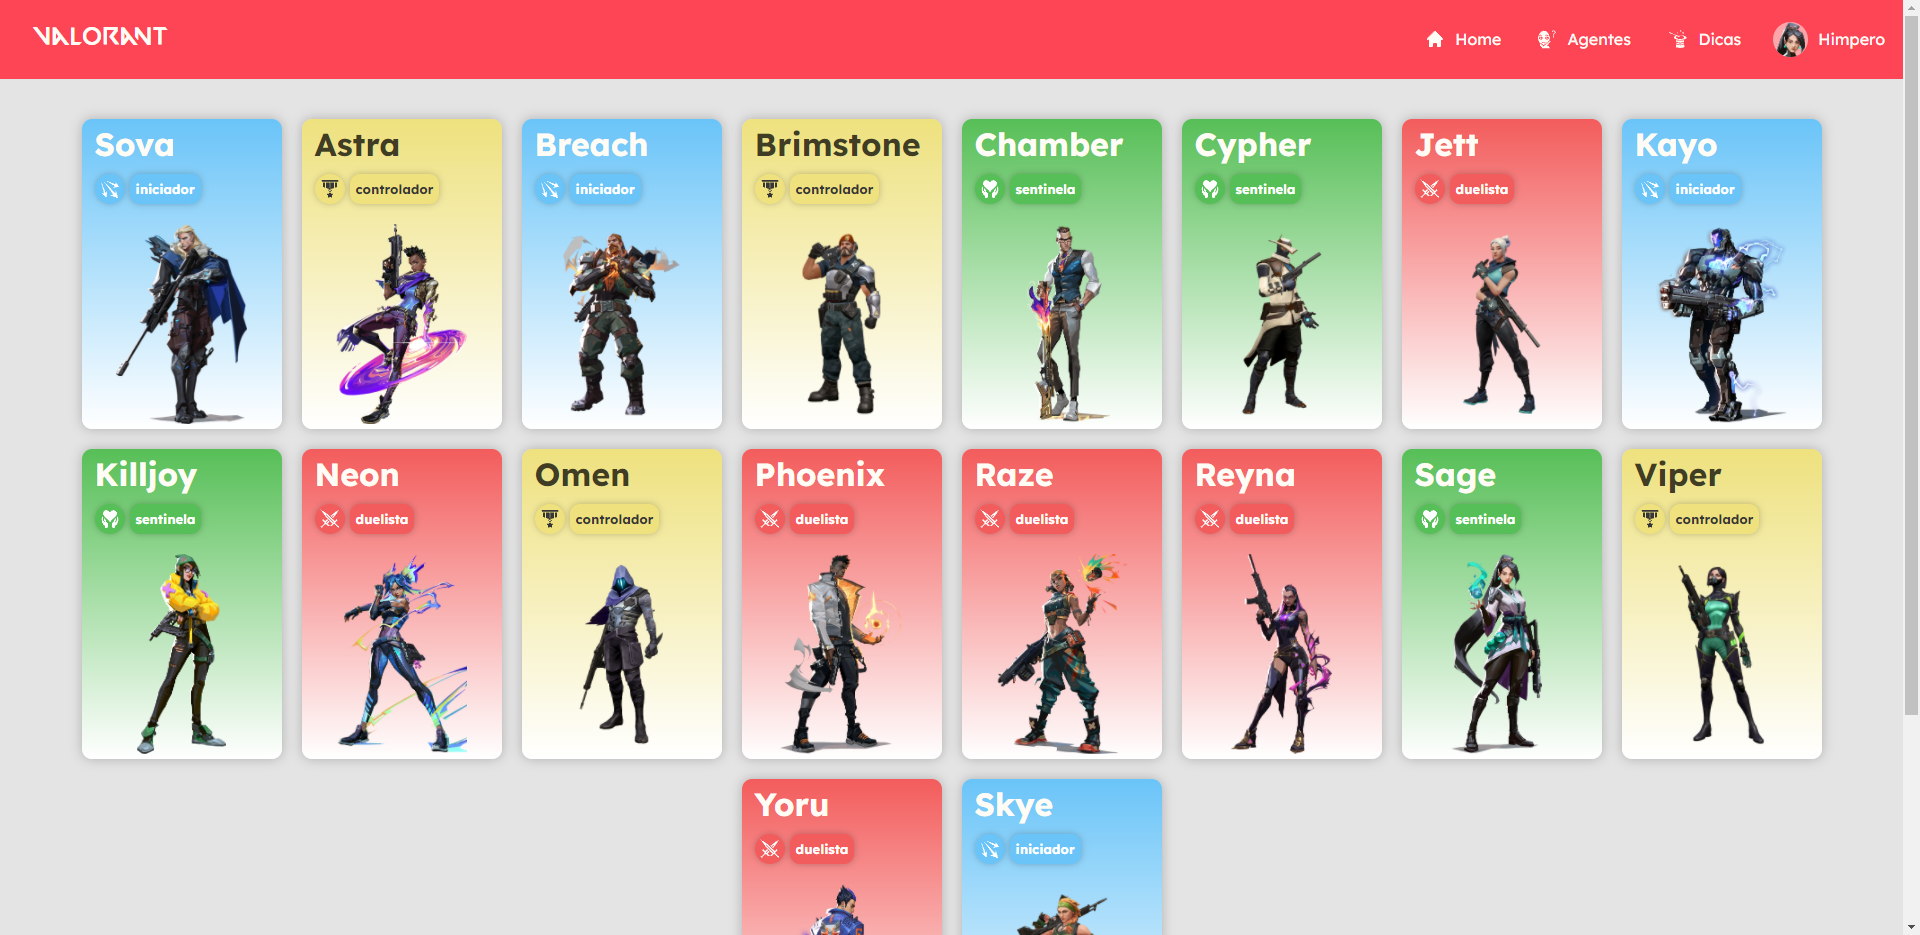 VALORANT
Home
Agentes
Dicas
Himpero
Sova
iniciador
Astra
controlador
Breach
iniciador
Brimstone
controlador
Chamber
sentinela
Cypher
sentinela
Jett
duelista
Kayo
iniciador
Killjoy
sentinela
Neon
duelista
Omen
controlador
Phoenix
duelista
Raze
duelista
Reyna
duelista
Sage
sentinela
Viper
controlador
Yoru
duelista
Skye
iniciador